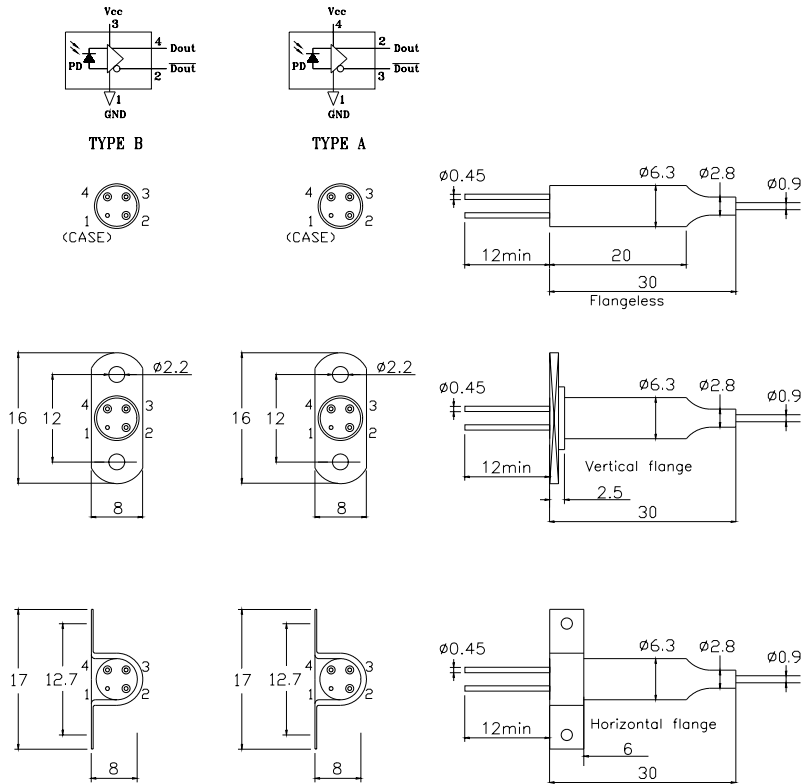 Vcc
3
4
Dout
PD
Dout
2
1
GND
TYPE B
Vcc
4
2
Dout
PD
Dout
3
1
GND
TYPE A
4
3
1
2
(CASE)
4
3
1
2
(CASE)
ø0.45
ø6.3
ø2.8
ø0.9
12min
20
30
Flangeless
ø2.2
16
12
4
3
1
2
8
16
12
4
3
1
2
8
ø0.45
ø6.3
ø2.8
ø0.9
12min
Vertical flange
2.5
30
17
12.7
4
3
1
2
8
17
12.7
4
3
1
2
8
ø0.45
ø6.3
ø2.8
ø0.9
12min
Horizontal flange
6
30